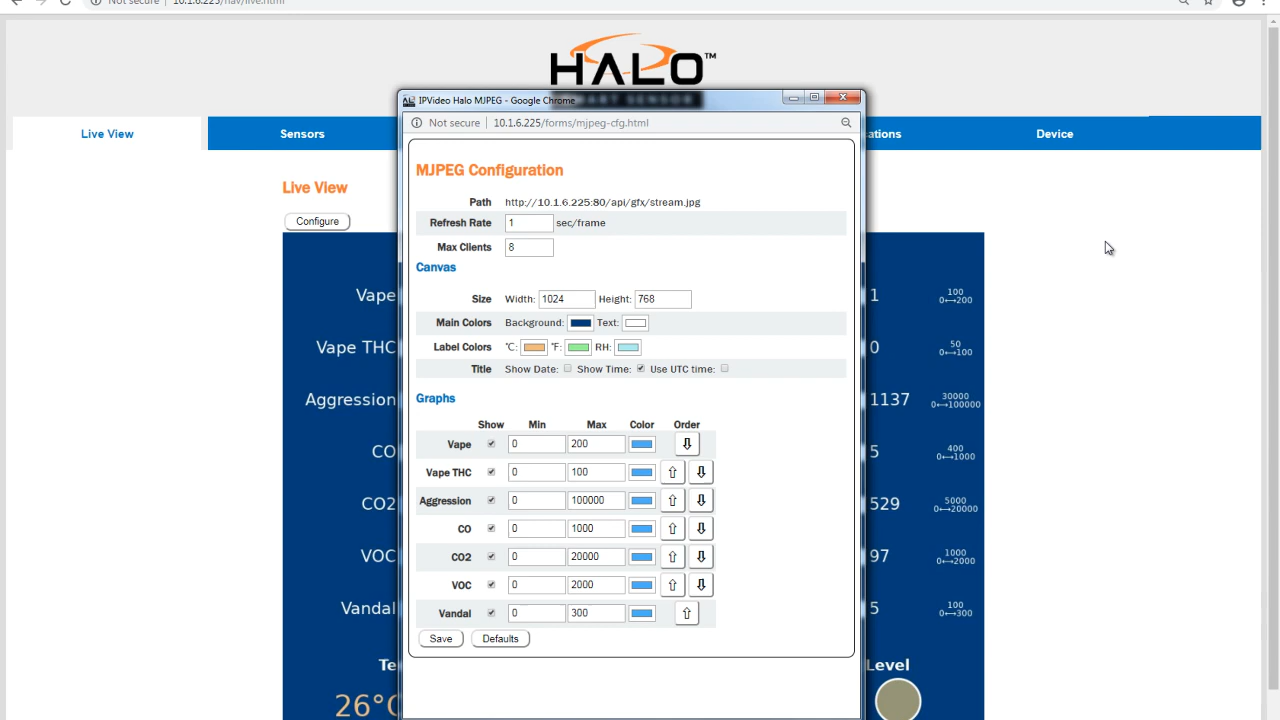 Not secure 10.1.6.225/nav/live.html
HALO™
SMART SENSOR
Live View Sensors ations Device
Live View
Configure
IPVideo Halo MJPEG - Google Chrome
Not secure 10.1.6.225/forms/mjpeg-cfg.html
MJPEG Configuration
Path http://10.1.6.225:80/api/gfx/stream.jpg
Refresh Rate 1 sec/frame
Max Clients 8
Canvas
Size Width: 1024 Height: 768
Main Colors Background: Text:
Label Colors °C: °F: RH:
Title Show Date: Show Time: Use UTC time:
Graphs
Show Min Max Color Order
Vape 0 200
Vape THC 0 100
Aggression 0 100000
CO 0 1000
CO2 0 20000
VOC 0 2000
Vandal 0 300
Save Defaults
Vape 1 100
0⟷200
Vape THC 0 50
0⟷100
Aggression 1137 30000
0⟷100000
CO 5 400
0⟷1000
CO2 529 5000
0⟷20000
VOC 97 1000
0⟷2000
Vandal 5 100
0⟷300
Te Level
26°C